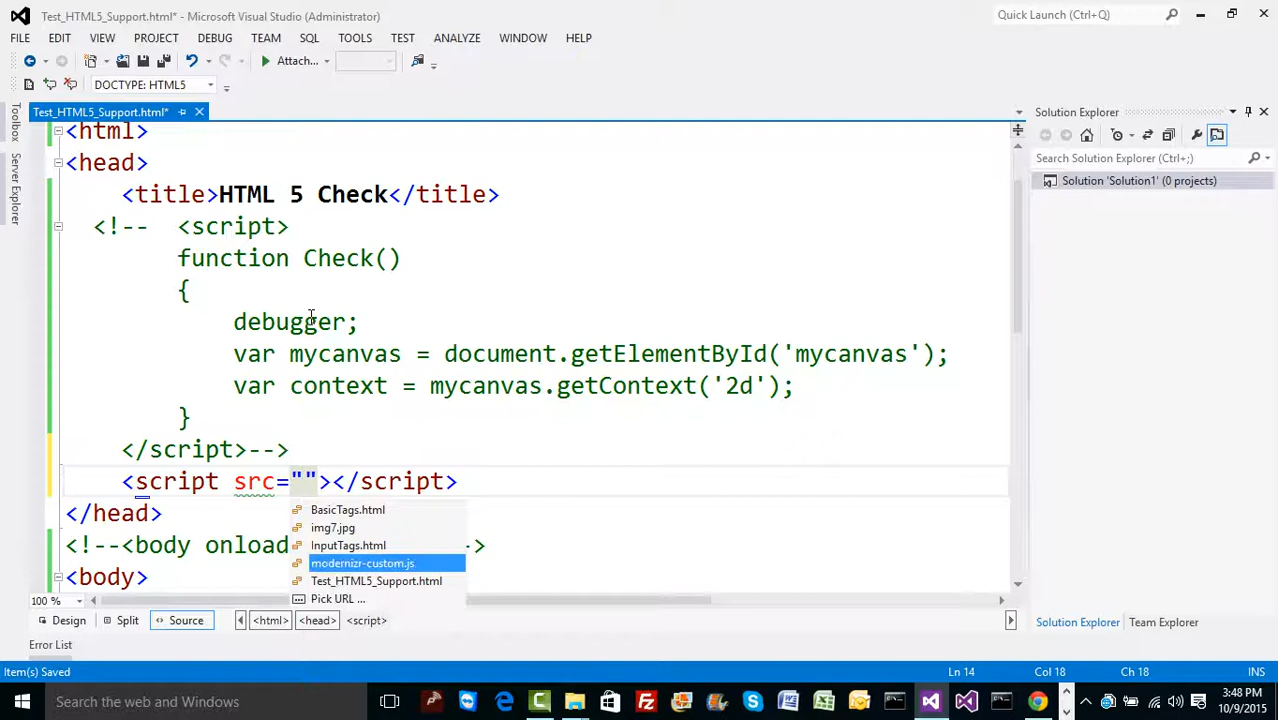 Test_HTML5_Support.html* - Microsoft Visual Studio (Administrator)
Quick Launch (Ctrl+Q)
FILE EDIT VIEW PROJECT DEBUG TEAM SQL TOOLS TEST ANALYZE WINDOW HELP
Attach...
DOCTYPE: HTML5
Toolbox
Server Explorer
Test_HTML5_Support.html*
<html>
<head>
<title>HTML 5 Check</title>
<!-- <script>
function Check()
{
debugger;
var mycanvas = document.getElementById('mycanvas');
var context = mycanvas.getContext('2d');
}
</script>-->
<script src=""></script>
</head>
<!--<body onload >
<body>
BasicTags.html
img7.jpg
InputTags.html
modernizr-custom.js
Test_HTML5_Support.html
Pick URL ...
100 %
Design Split Source <html> <head> <script>
Error List
Solution Explorer
Search Solution Explorer (Ctrl+;)
Solution 'Solution1' (0 projects)
Solution Explorer Team Explorer
Item(s) Saved Ln 14 Col 18 Ch 18 INS
Search the web and Windows
3:48 PM
10/9/2015